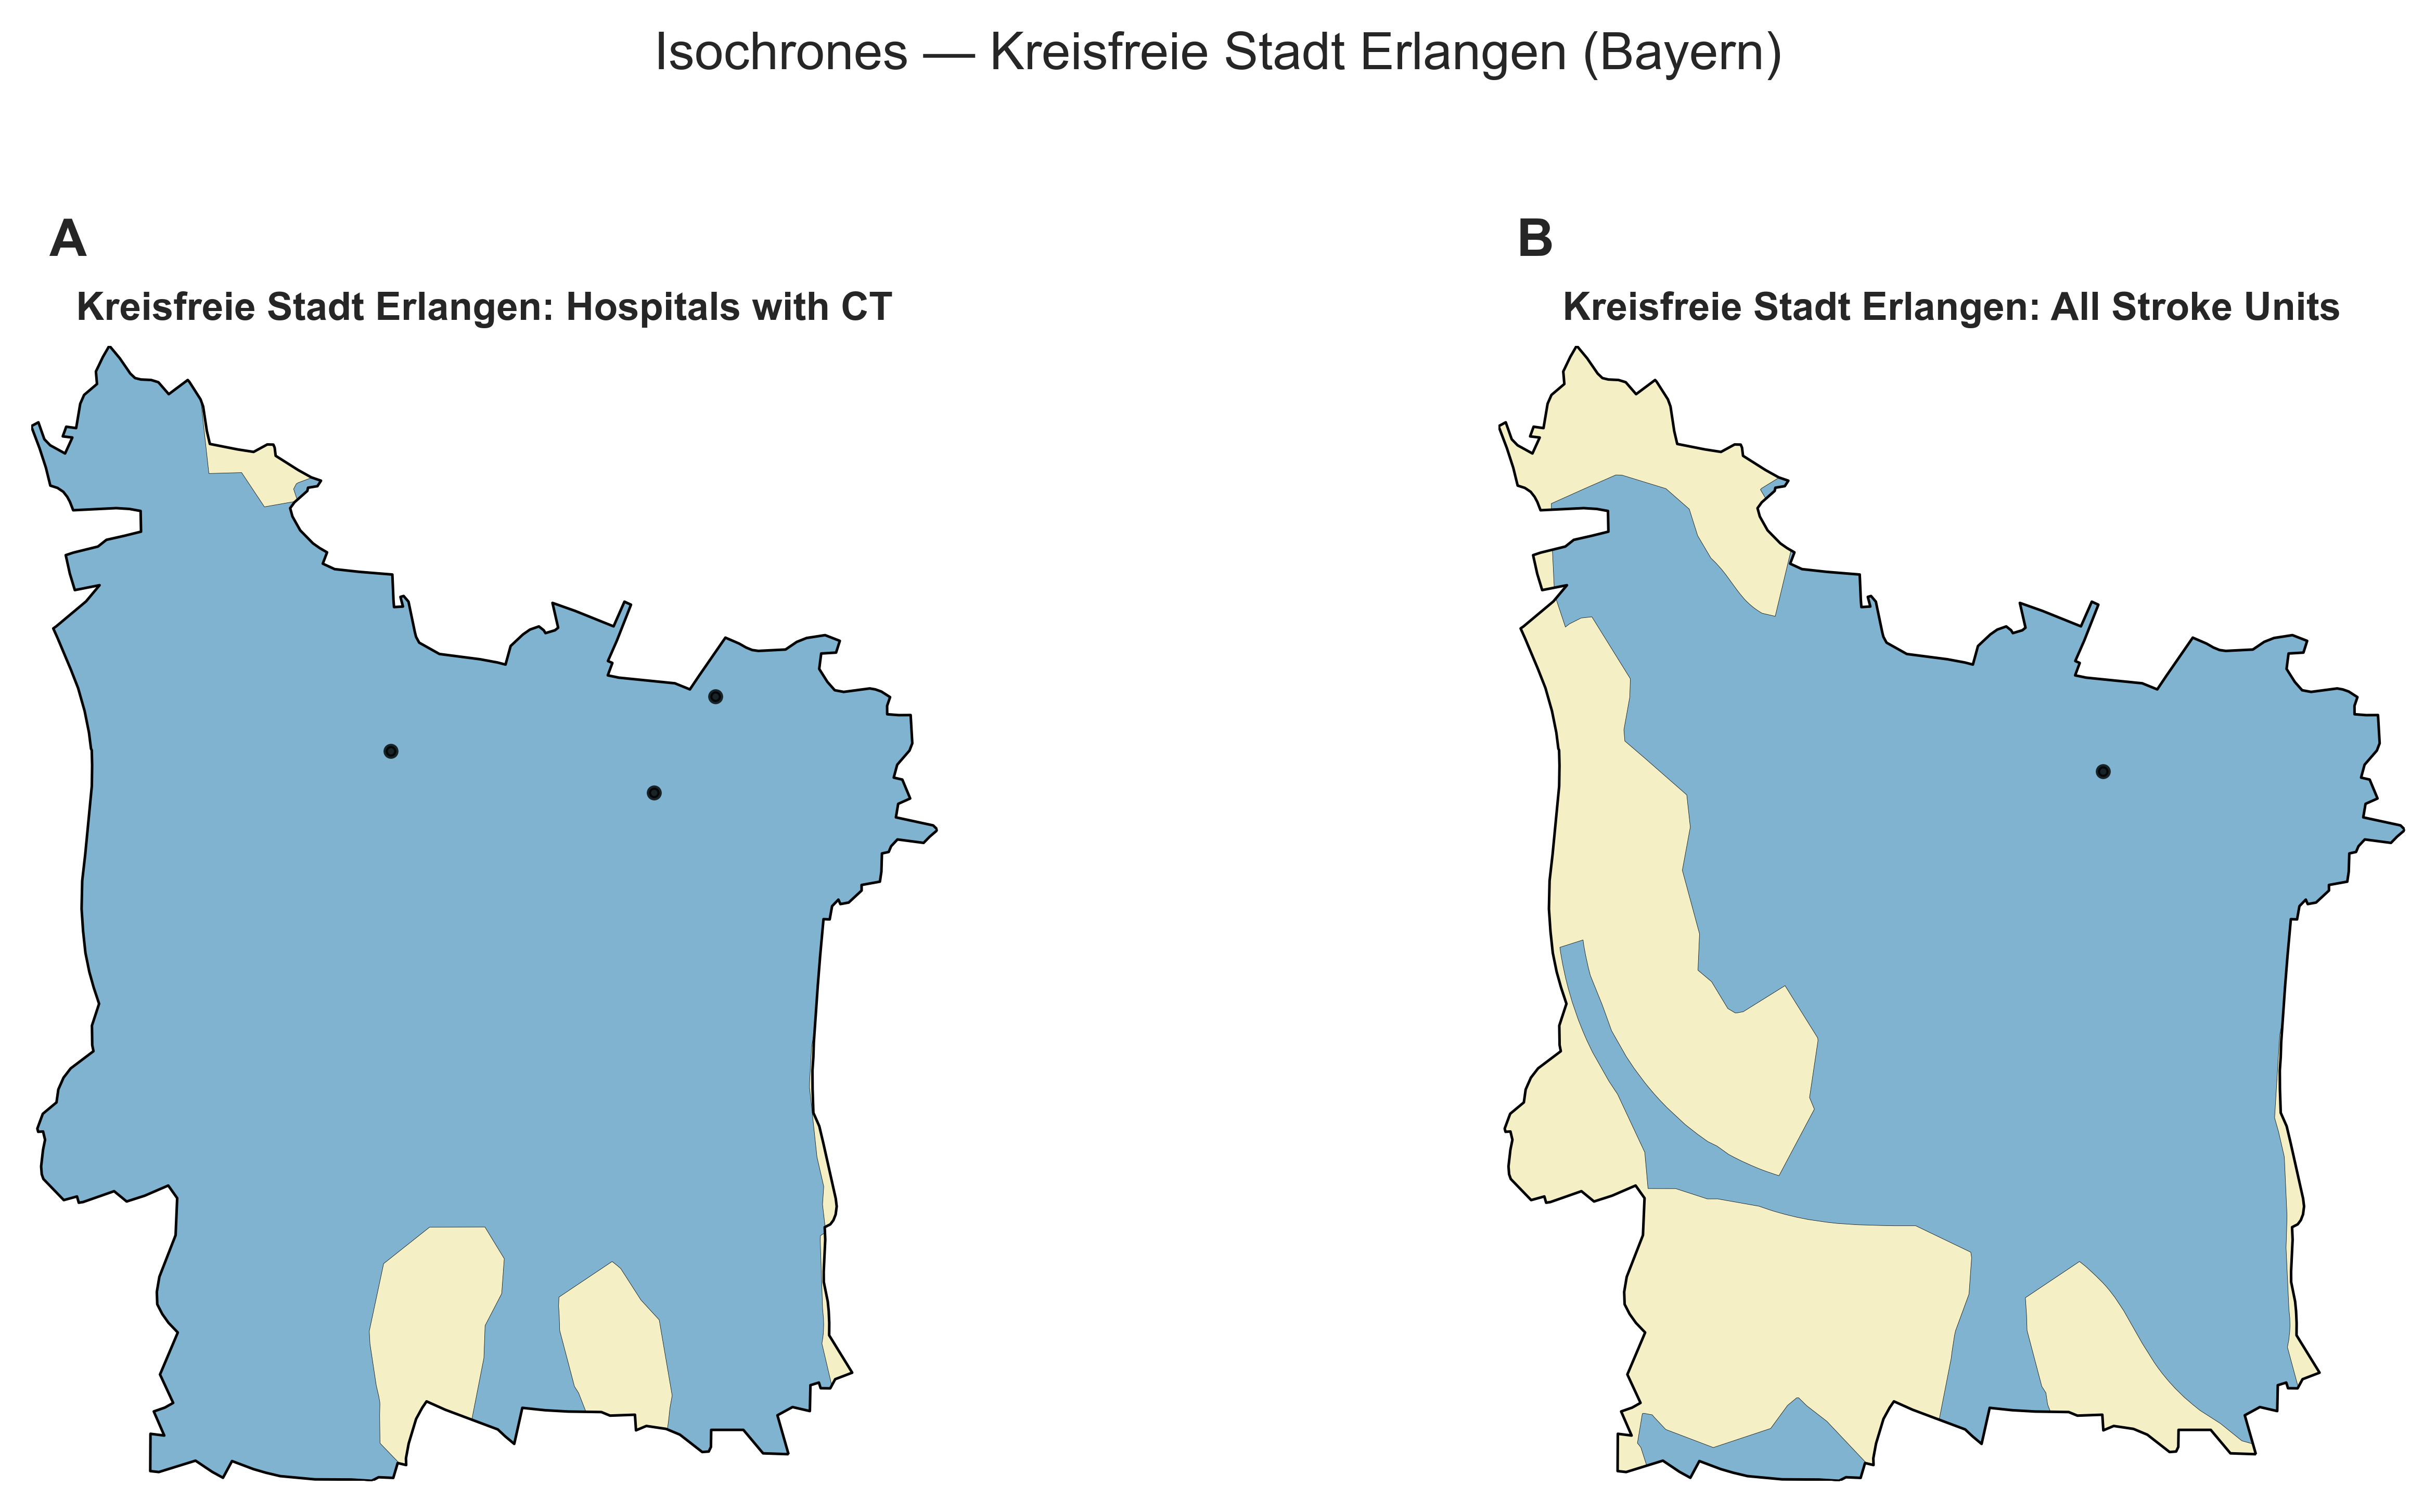 Isochrones — Kreisfreie Stadt Erlangen (Bayern)
A
Kreisfreie Stadt Erlangen: Hospitals with CT
B
Kreisfreie Stadt Erlangen: All Stroke Units